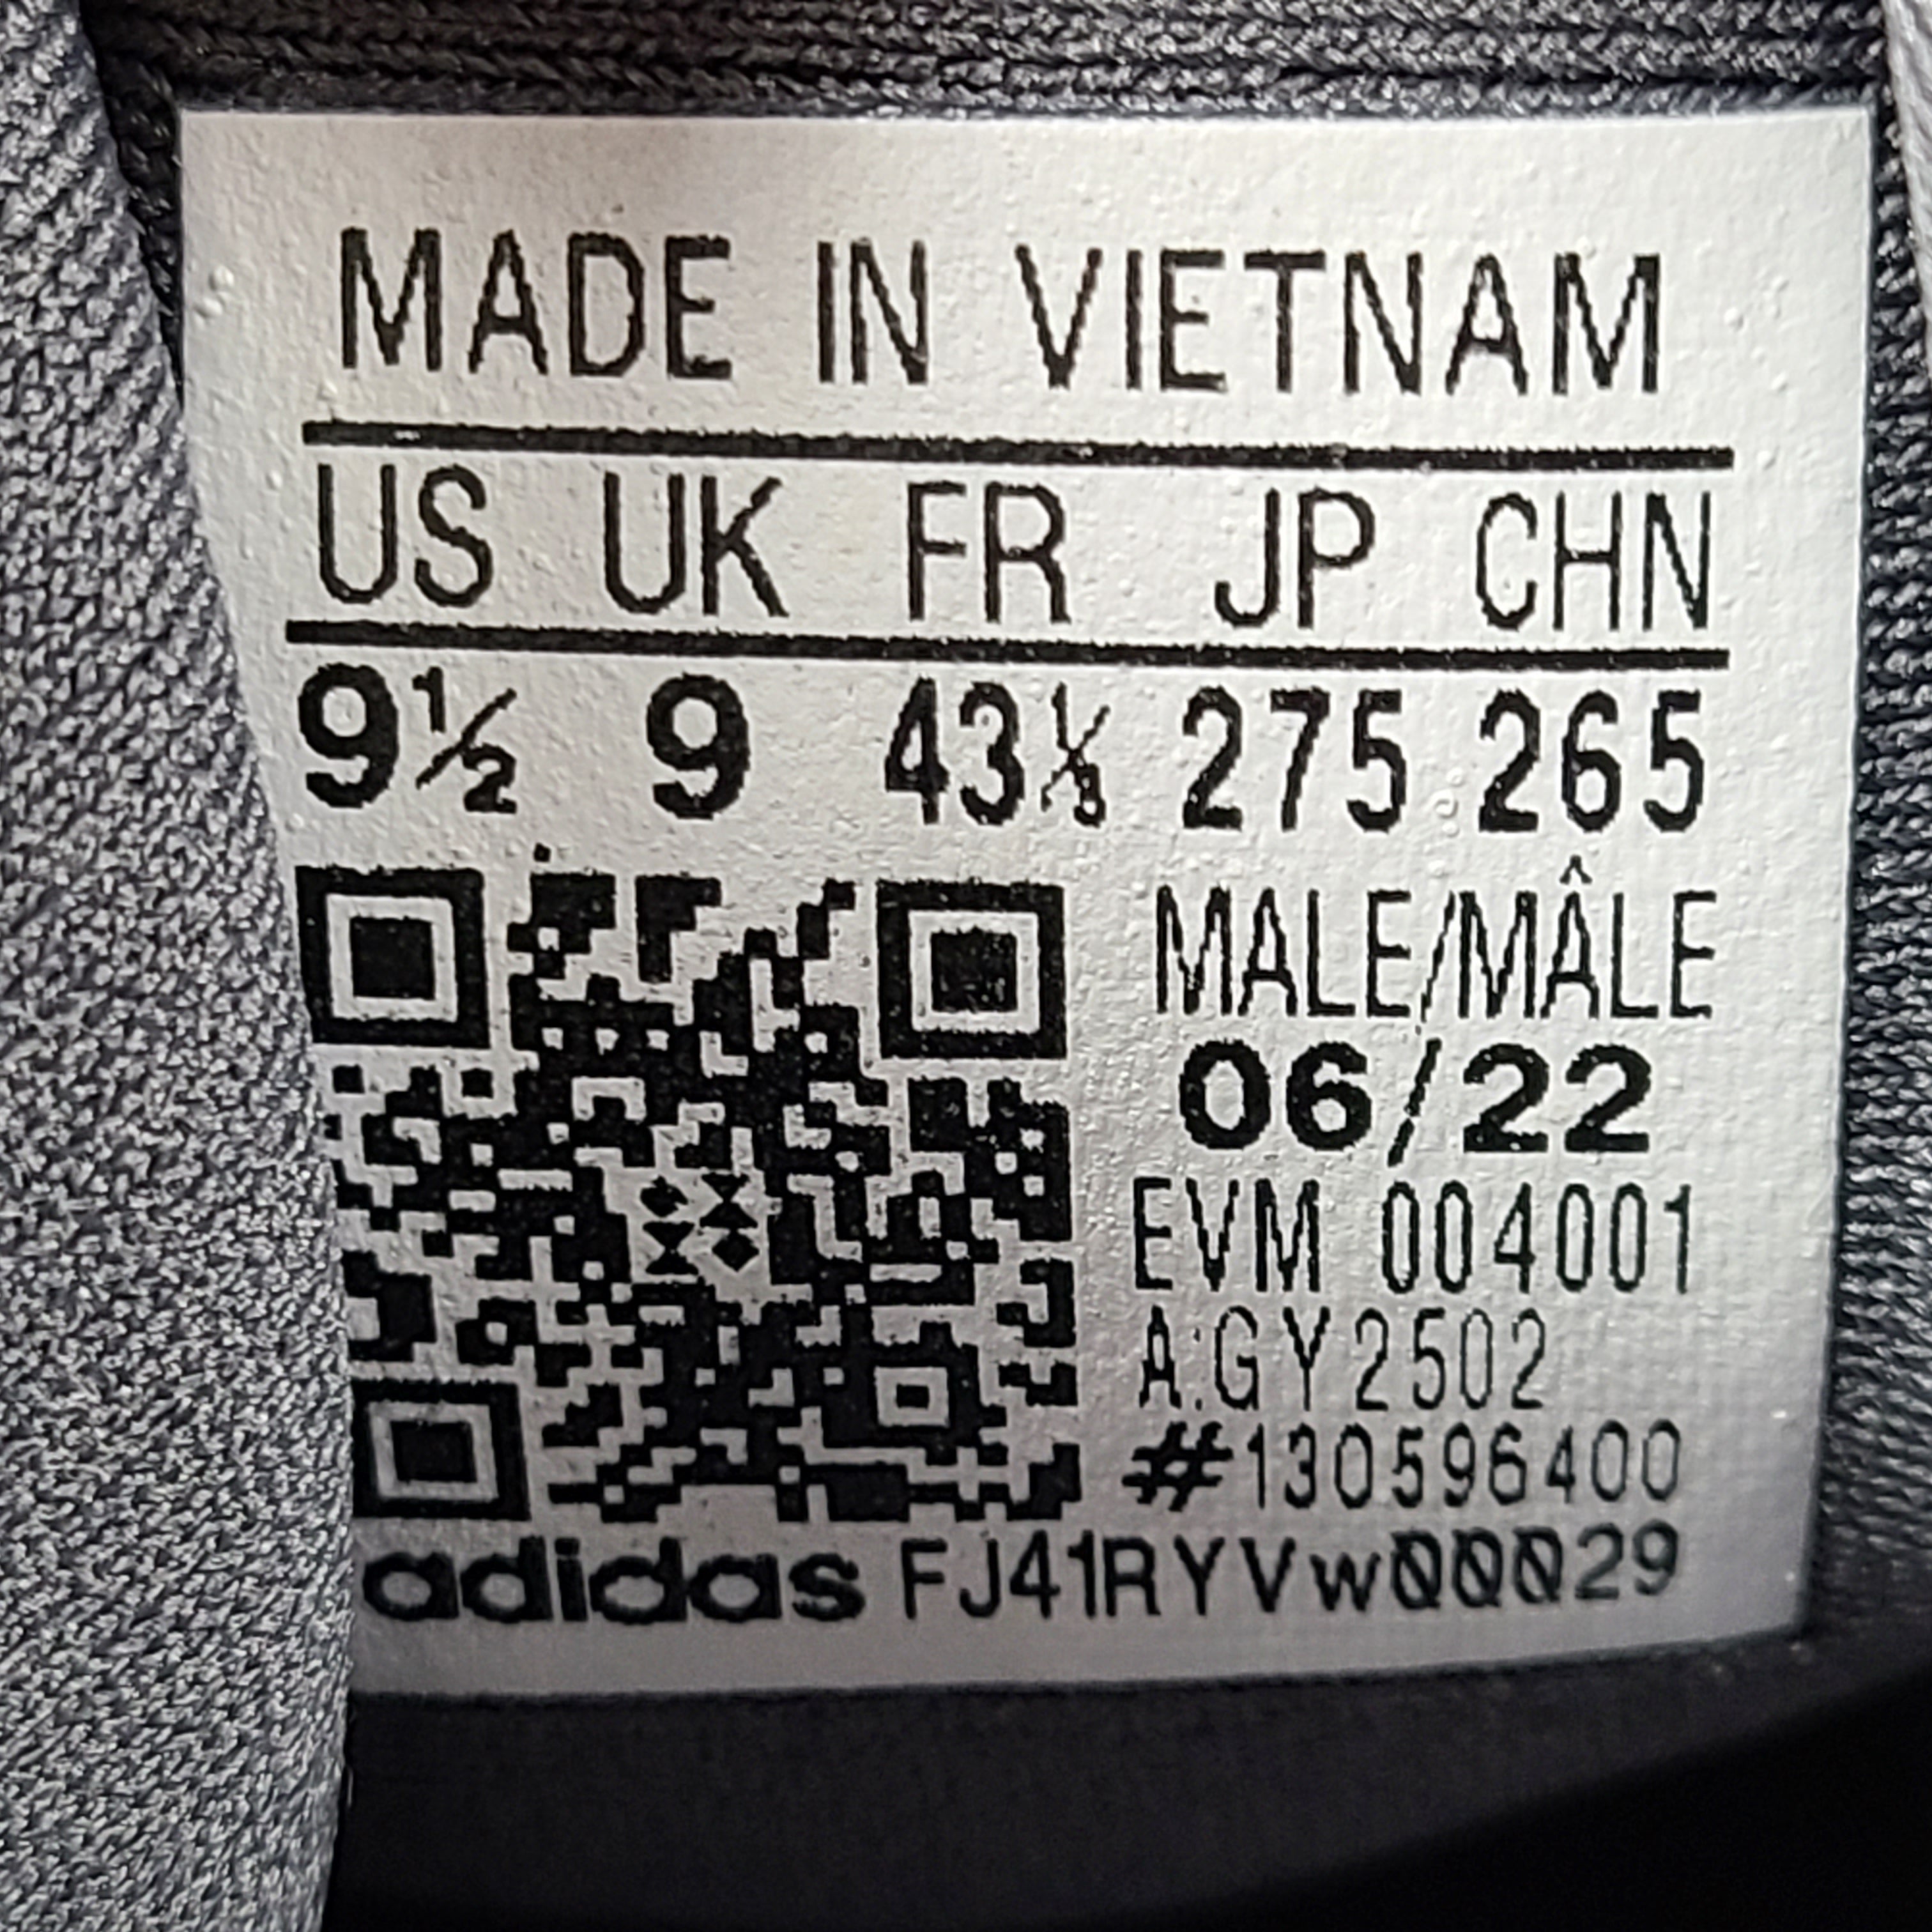 MADE IN VIETNAM
US UK FR JP CHN
9½ 9 43⅓ 275 265
MALE/MÂLE
06/22
EVM 004001
A:GY2502
#130596400
adidas FJ41RYVw00029